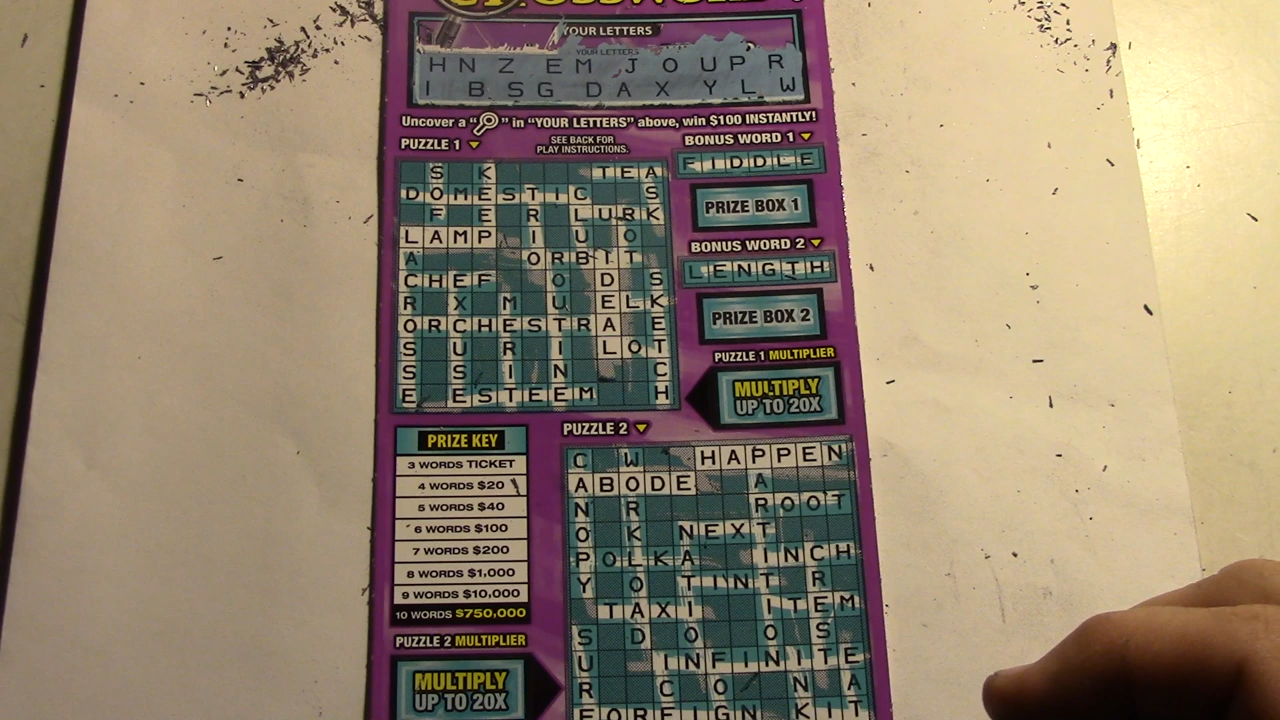 YOUR LETTERS
YOUR LETTERS
H N Z E M J O U P R
I B S G D A X Y L W
Uncover a " " in "YOUR LETTERS" above, win $100 INSTANTLY!
PUZZLE 1
SEE BACK FOR
PLAY INSTRUCTIONS.
BONUS WORD 1
FIDDLE
PRIZE BOX 1
BONUS WORD 2
LENGTH
PRIZE BOX 2
PUZZLE 1 MULTIPLIER
MULTIPLY
UP TO 20X
S K TEA
DOMESTIC S
F E R LURK
LAMP I U O
A ORBIT
CHEF O D S
R X M U ELK
ORCHESTRA E
S U R I LOT
S S I N C
E ESTEEM H
PRIZE KEY
3 WORDS TICKET
4 WORDS $20
5 WORDS $40
6 WORDS $100
7 WORDS $200
8 WORDS $1,000
9 WORDS $10,000
10 WORDS $750,000
PUZZLE 2 MULTIPLIER
MULTIPLY
UP TO 20X
PUZZLE 2
C W HAPPEN
ABODE A
N R ROOT
O K NEXT
POLKA INCH
Y O TINT R
TAXI ITEM
S D O O S
U INFINITE
R C O N A
FOREIGN KIT